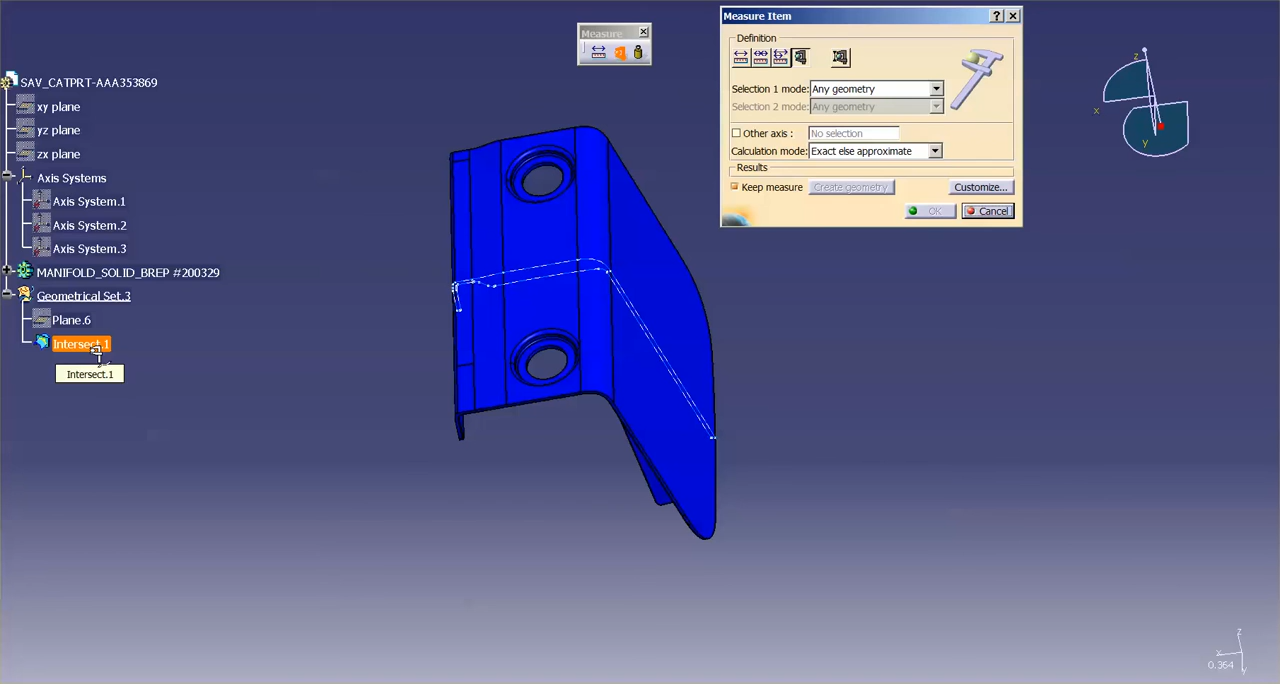 Measure
Measure Item
Definition
Selection 1 mode: Any geometry
Selection 2 mode: Any geometry
Other axis : No selection
Calculation mode: Exact else approximate
Results
Keep measure Create geometry Customize...
OK Cancel
SAV_CATPRT-AAA353869
xy plane
yz plane
zx plane
Axis Systems
Axis System.1
Axis System.2
Axis System.3
MANIFOLD_SOLID_BREP #200329
Geometrical Set.3
Plane.6
Intersect.1
Intersect.1
z
x
y
z
x
y
0.364